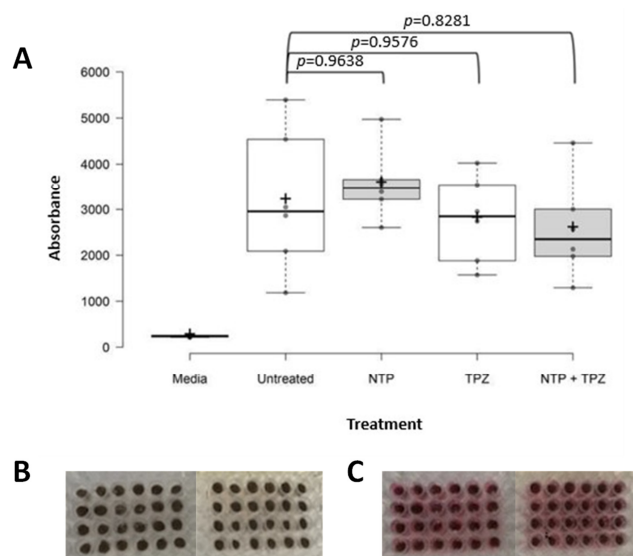 p=0.8281
A
p=0.9576
p=0.9638
6000
5000
4000
3000
2000
1000
0
Absorbance
Media Untreated NTP TPZ NTP + TPZ
Treatment
B C